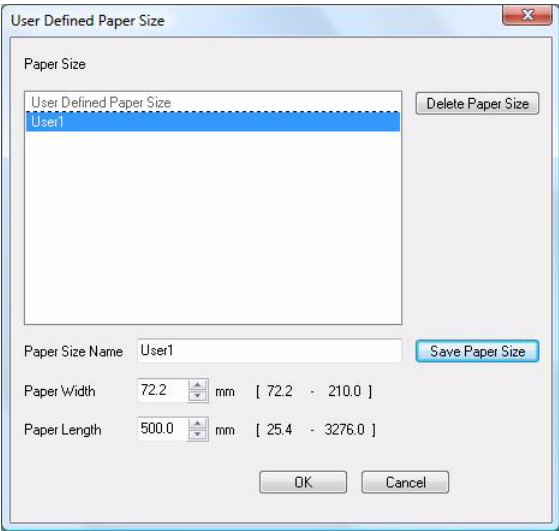 User Defined Paper Size
Paper Size
User Defined Paper Size
User1
Delete Paper Size
Paper Size Name User1 Save Paper Size
Paper Width 72.2 mm [ 72.2 - 210.0 ]
Paper Length 500.0 mm [ 25.4 - 3276.0 ]
OK Cancel